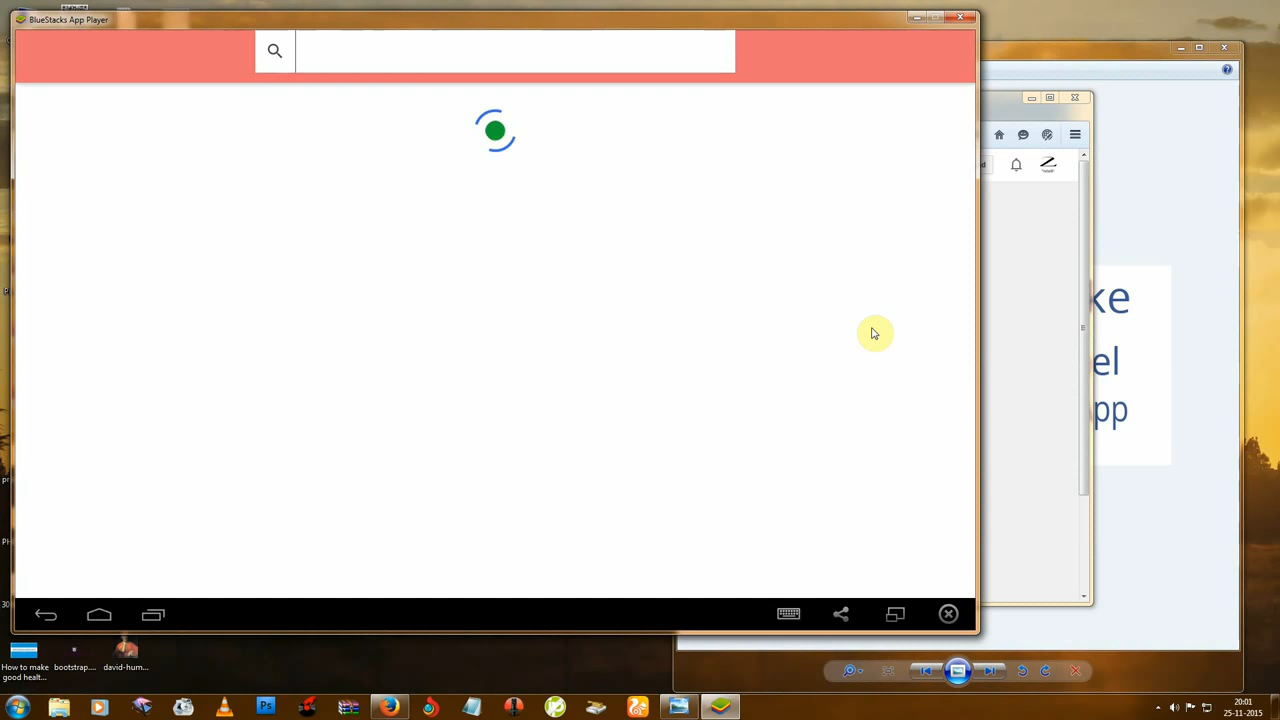 BlueStacks App Player
d
ke
el
pp
How to make
good healt...
bootstrap....
david-hum...
Ps
20:01
25-11-2015